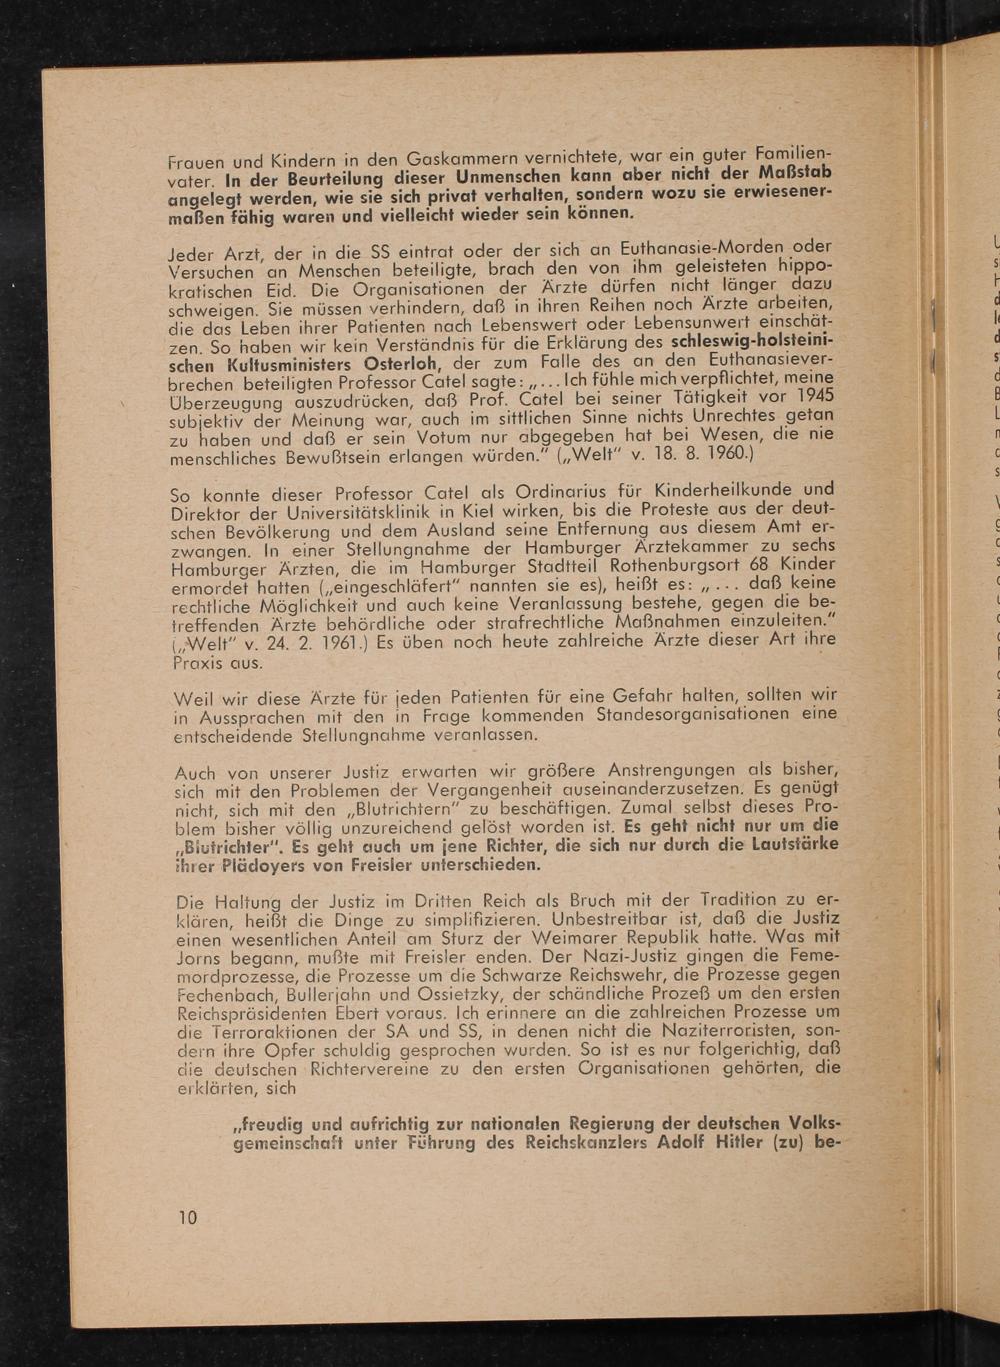 Frauen und Kindern in den Gaskammern vernichtete, war ein guter Familien-
vater. In der Beurteilung dieser Unmenschen kann aber nicht der Maßstab
angelegt werden, wie sie sich privat verhalten, sondern wozu sie erwiesener-
maßen fähig waren und vielleicht wieder sein können.
Jeder Arzt, der in die SS eintrat oder der sich an Euthanasie-Morden oder
Versuchen an Menschen beteiligte, brach den von ihm geleisteten hippo-
kratischen Eid. Die Organisationen der Ärzte dürfen nicht länger dazu
schweigen. Sie müssen verhindern, daß in ihren Reihen noch Ärzte arbeiten,
die das Leben ihrer Patienten nach Lebenswert oder Lebensunwert einschät-
zen. So haben wir kein Verständnis für die Erklärung des schleswig-holsteini-
schen Kultusministers Osterloh, der zum Falle des an den Euthanasiever-
brechen beteiligten Professor Catel sagte: „... Ich fühle mich verpflichtet, meine
Überzeugung auszudrücken, daß Prof. Catel bei seiner Tätigkeit vor 1945
subjektiv der Meinung war, auch im sittlichen Sinne nichts Unrechtes getan
zu haben und daß er sein Votum nur abgegeben hat bei Wesen, die nie
menschliches Bewußtsein erlangen würden." („Welt" v. 18. 8. 1960.)
So konnte dieser Professor Catel als Ordinarius für Kinderheilkunde und
Direktor der Universitätsklinik in Kiel wirken, bis die Proteste aus der deut-
schen Bevölkerung und dem Ausland seine Entfernung aus diesem Amt er-
zwangen. In einer Stellungnahme der Hamburger Ärztekammer zu sechs
Hamburger Ärzten, die im Hamburger Stadtteil Rothenburgsort 68 Kinder
ermordet hatten („eingeschläfert" nannten sie es), heißt es: „ ... daß keine
rechtliche Möglichkeit und auch keine Veranlassung bestehe, gegen die be-
treffenden Ärzte behördliche oder strafrechtliche Maßnahmen einzuleiten."
(„Welt" v. 24. 2. 1961.) Es üben noch heute zahlreiche Ärzte dieser Art ihre
Praxis aus.
Weil wir diese Ärzte für jeden Patienten für eine Gefahr halten, sollten wir
in Aussprachen mit den in Frage kommenden Standesorganisationen eine
entscheidende Stellungnahme veranlassen.
Auch von unserer Justiz erwarten wir größere Anstrengungen als bisher,
sich mit den Problemen der Vergangenheit auseinanderzusetzen. Es genügt
nicht, sich mit den „Blutrichtern" zu beschäftigen. Zumal selbst dieses Pro-
blem bisher völlig unzureichend gelöst worden ist. Es geht nicht nur um die
„Blutrichter". Es geht auch um jene Richter, die sich nur durch die Lautstärke
ihrer Plädoyers von Freisler unterschieden.
Die Haltung der Justiz im Dritten Reich als Bruch mit der Tradition zu er-
klären, heißt die Dinge zu simplifizieren. Unbestreitbar ist, daß die Justiz
einen wesentlichen Anteil am Sturz der Weimarer Republik hatte. Was mit
Jorns begann, mußte mit Freisler enden. Der Nazi-Justiz gingen die Feme-
mordprozesse, die Prozesse um die Schwarze Reichswehr, die Prozesse gegen
Fechenbach, Bullerjahn und Ossietzky, der schändliche Prozeß um den ersten
Reichspräsidenten Ebert voraus. Ich erinnere an die zahlreichen Prozesse um
die Terroraktionen der SA und SS, in denen nicht die Naziterroristen, son-
dern ihre Opfer schuldig gesprochen wurden. So ist es nur folgerichtig, daß
die deutschen Richtervereine zu den ersten Organisationen gehörten, die
erklärten, sich
„freudig und aufrichtig zur nationalen Regierung der deutschen Volks-
gemeinschaft unter Führung des Reichskanzlers Adolf Hitler (zu) be-
10